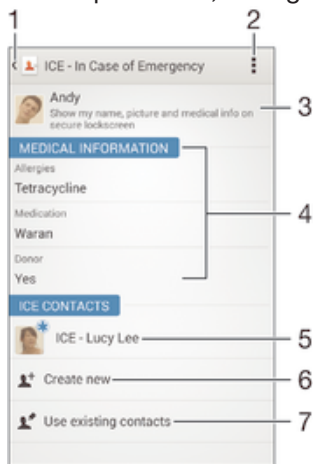 1
2
ICE - In Case of Emergency
Andy
Show my name, picture and medical info on
secure lockscreen
3
MEDICAL INFORMATION
Allergies
Tetracycline
4
Medication
Waran
Donor
Yes
ICE CONTACTS
ICE - Lucy Lee
5
Create new
6
Use existing contacts
7